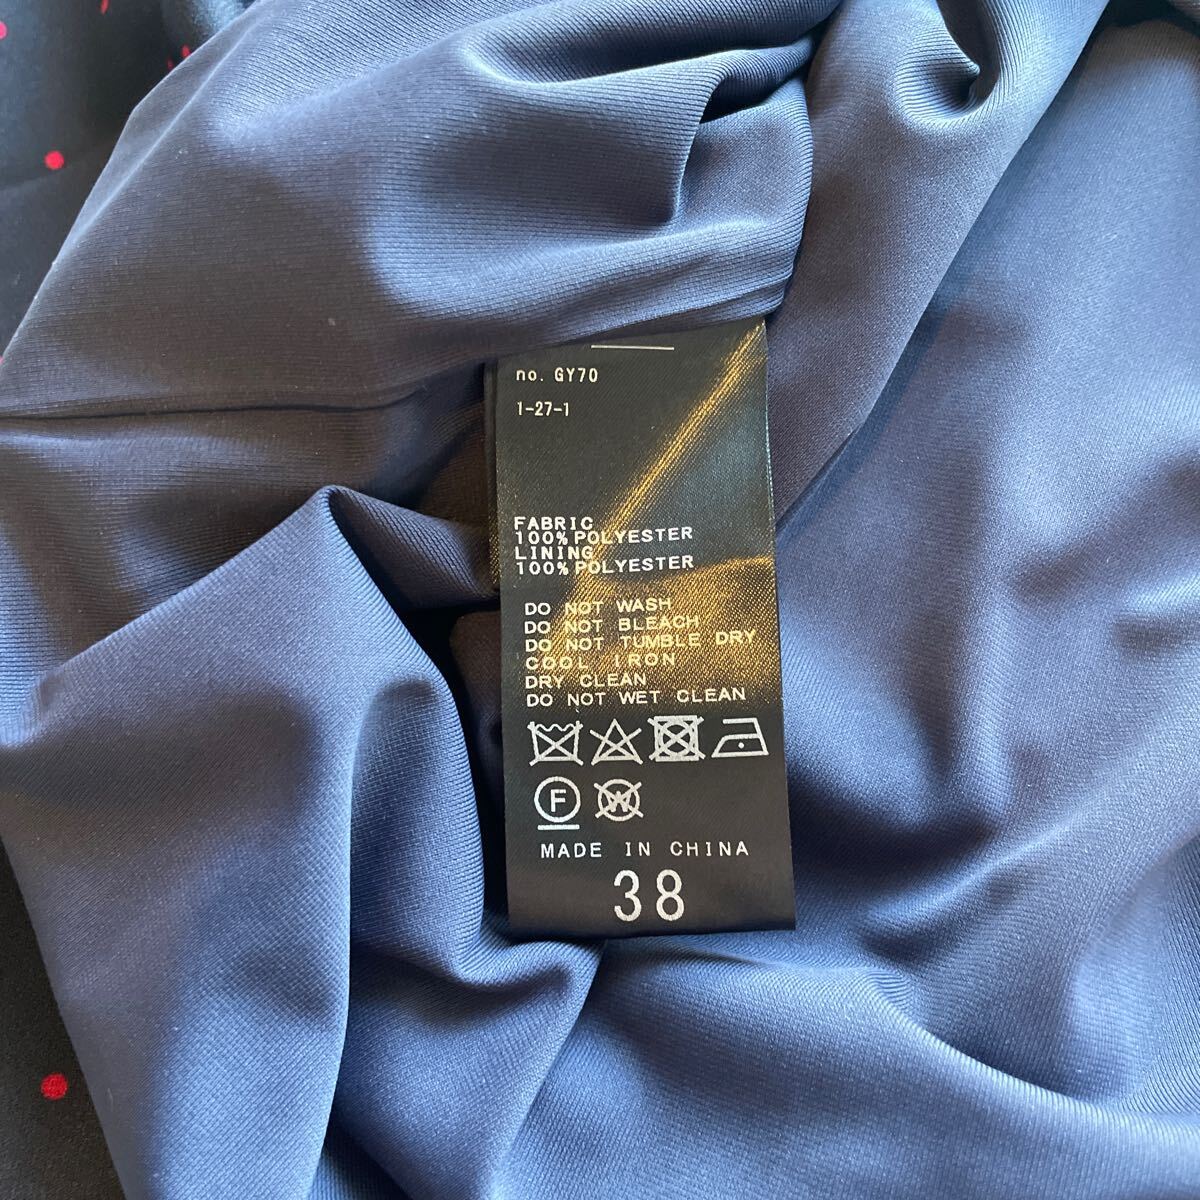 no. GY70
1-27-1
FABRIC
100% POLYESTER
LINING
100% POLYESTER
DO NOT WASH
DO NOT BLEACH
DO NOT TUMBLE DRY
COOL IRON
DRY CLEAN
DO NOT WET CLEAN
F W
MADE IN CHINA
38